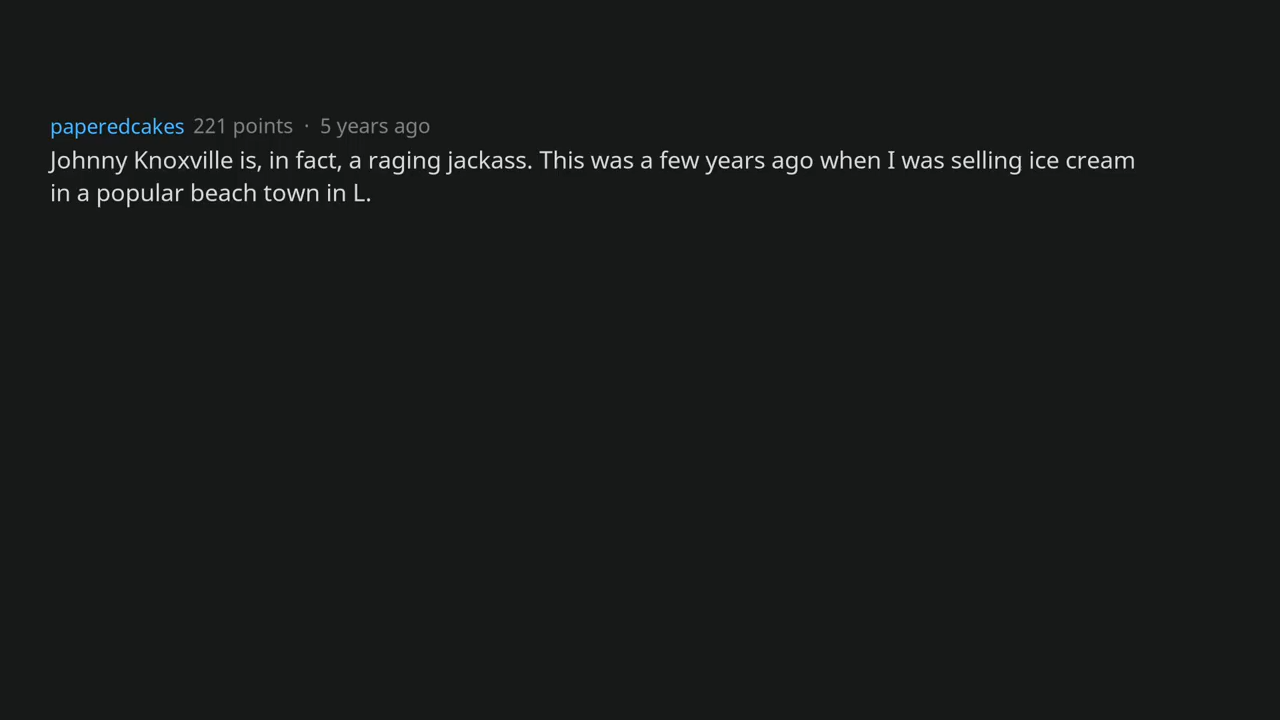 paperedcakes 221 points · 5 years ago
Johnny Knoxville is, in fact, a raging jackass. This was a few years ago when I was selling ice cream
in a popular beach town in L.